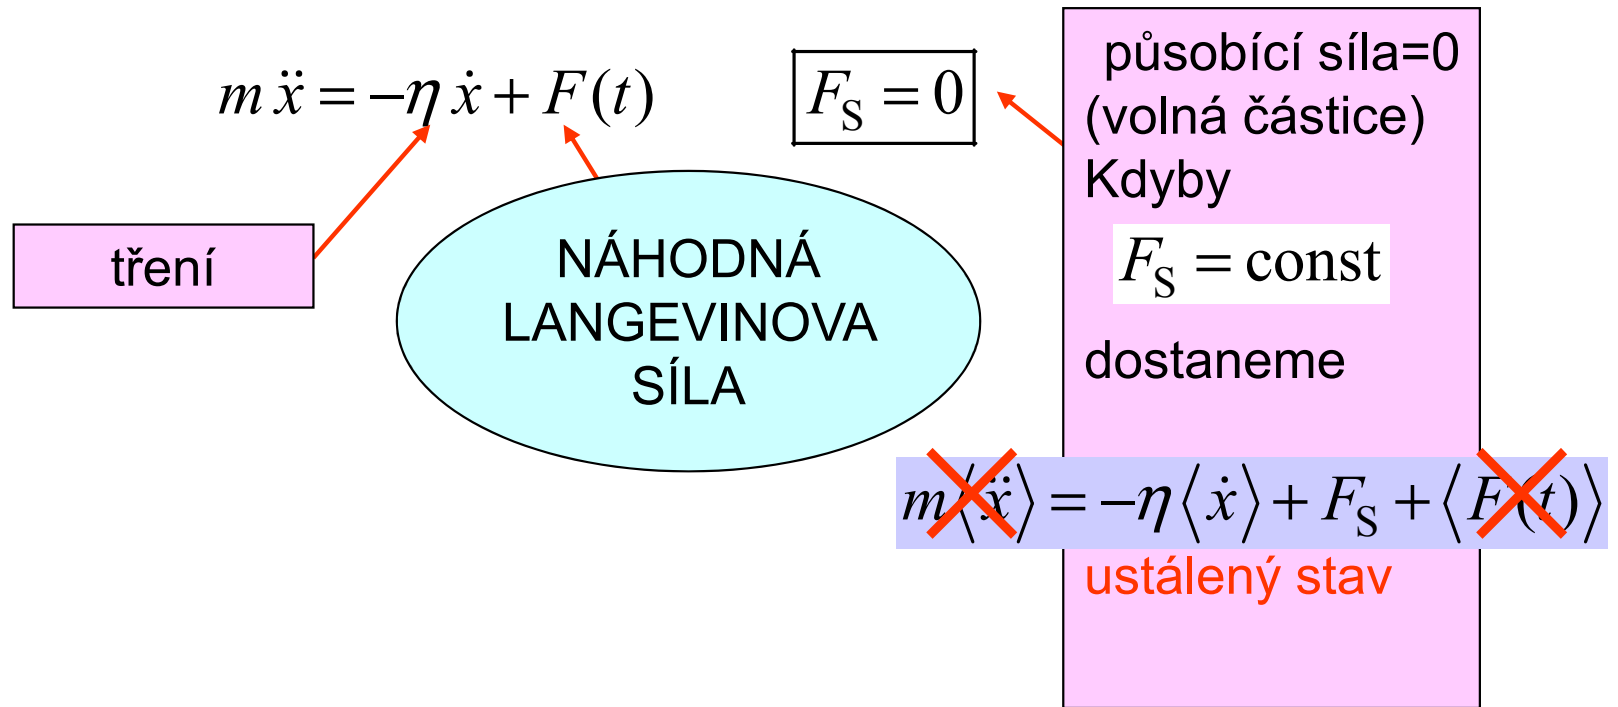 m ẍ = −η ẋ + F(t)
F_S = 0
tření
NÁHODNÁ
LANGEVINOVA
SÍLA
působící síla=0
(volná částice)
Kdyby
F_S = const
dostaneme
m⟨ẍ⟩ = −η⟨ẋ⟩ + F_S + ⟨F(t)⟩
ustálený stav